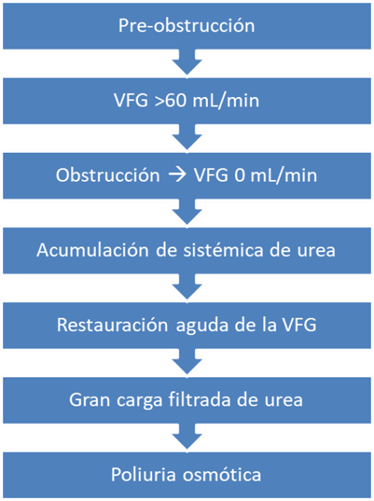 Pre-obstrucción
VFG >60 mL/min
Obstrucción → VFG 0 mL/min
Acumulación de sistémica de urea
Restauración aguda de la VFG
Gran carga filtrada de urea
Poliuria osmótica